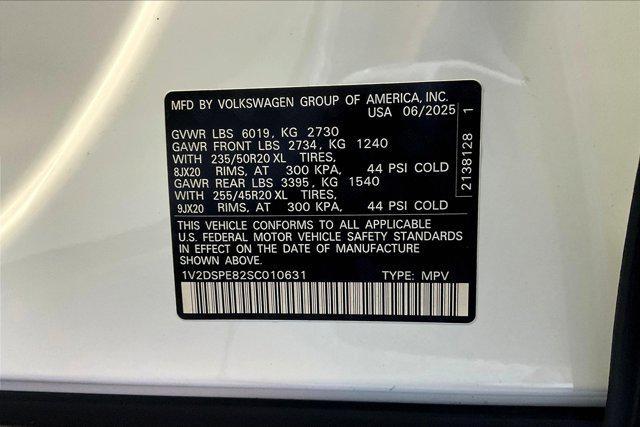 MFD BY VOLKSWAGEN GROUP OF AMERICA, INC.
USA 06/2025
GVWR LBS 6019, KG 2730
GAWR FRONT LBS 2734, KG 1240
WITH 235/50R20 XL TIRES,
8JX20 RIMS, AT 300 KPA, 44 PSI COLD
GAWR REAR LBS 3395, KG 1540
WITH 255/45R20 XL TIRES,
9JX20 RIMS, AT 300 KPA, 44 PSI COLD
THIS VEHICLE CONFORMS TO ALL APPLICABLE
U.S. FEDERAL MOTOR VEHICLE SAFETY STANDARDS
IN EFFECT ON THE DATE OF MANUFACTURE
SHOWN ABOVE.
1V2DSPE82SC010631 TYPE: MPV
2138128 1